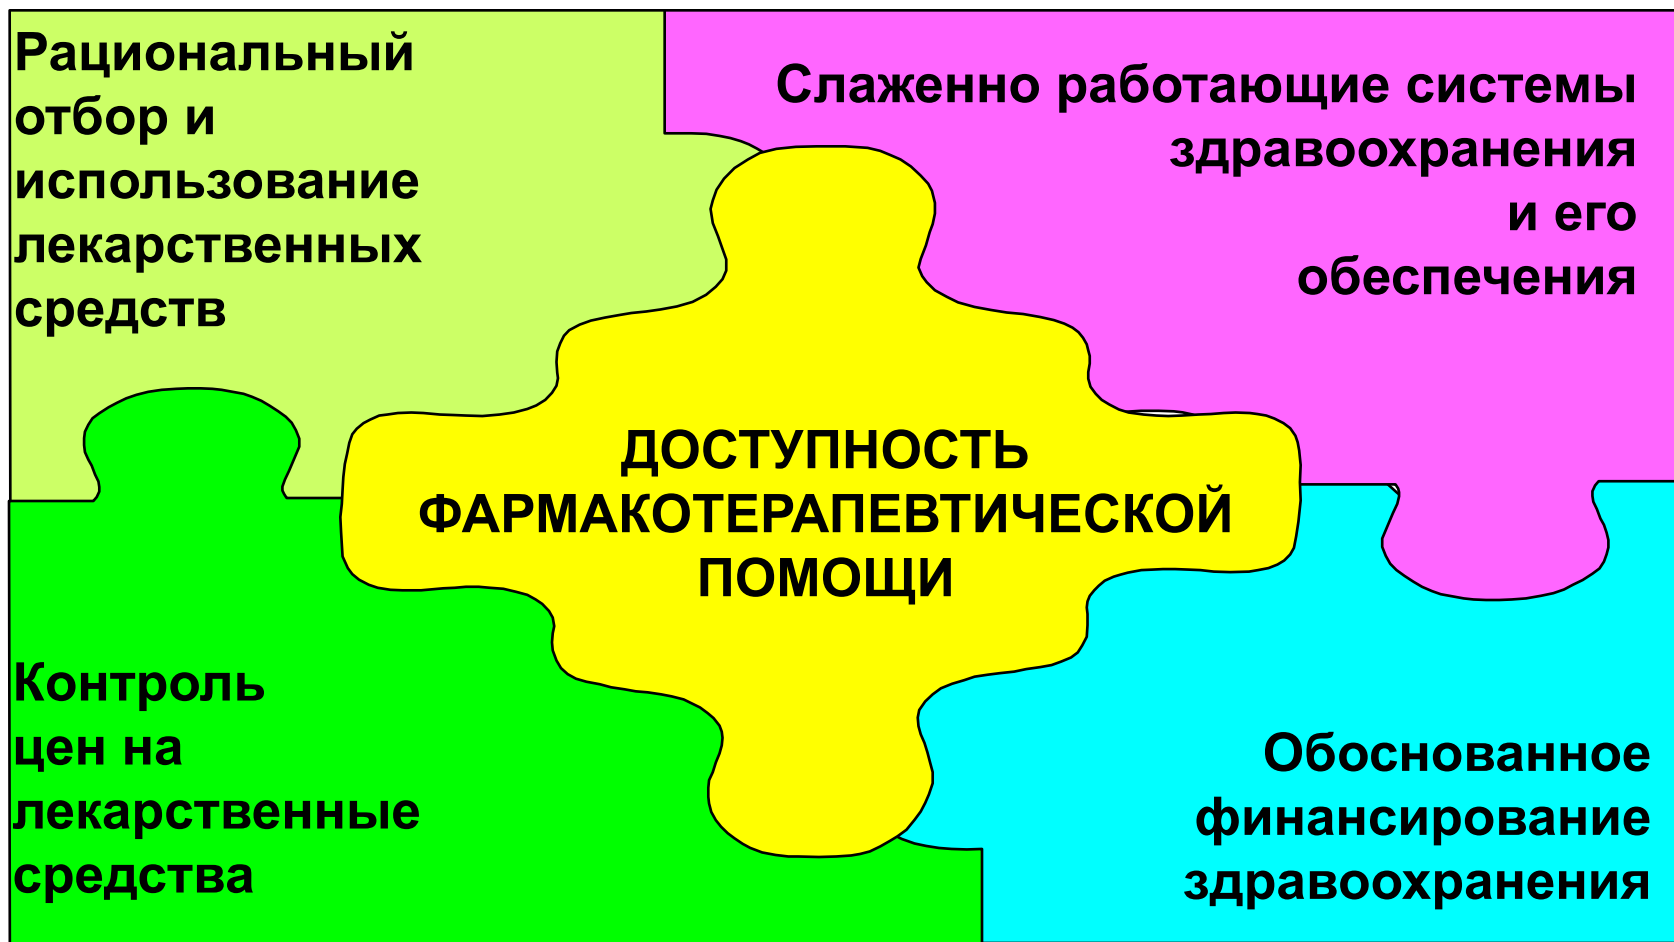 Рациональный
отбор и
использование
лекарственных
средств
Слаженно работающие системы
здравоохранения
и его
обеспечения
ДОСТУПНОСТЬ
ФАРМАКОТЕРАПЕВТИЧЕСКОЙ
ПОМОЩИ
Контроль
цен на
лекарственные
средства
Обоснованное
финансирование
здравоохранения